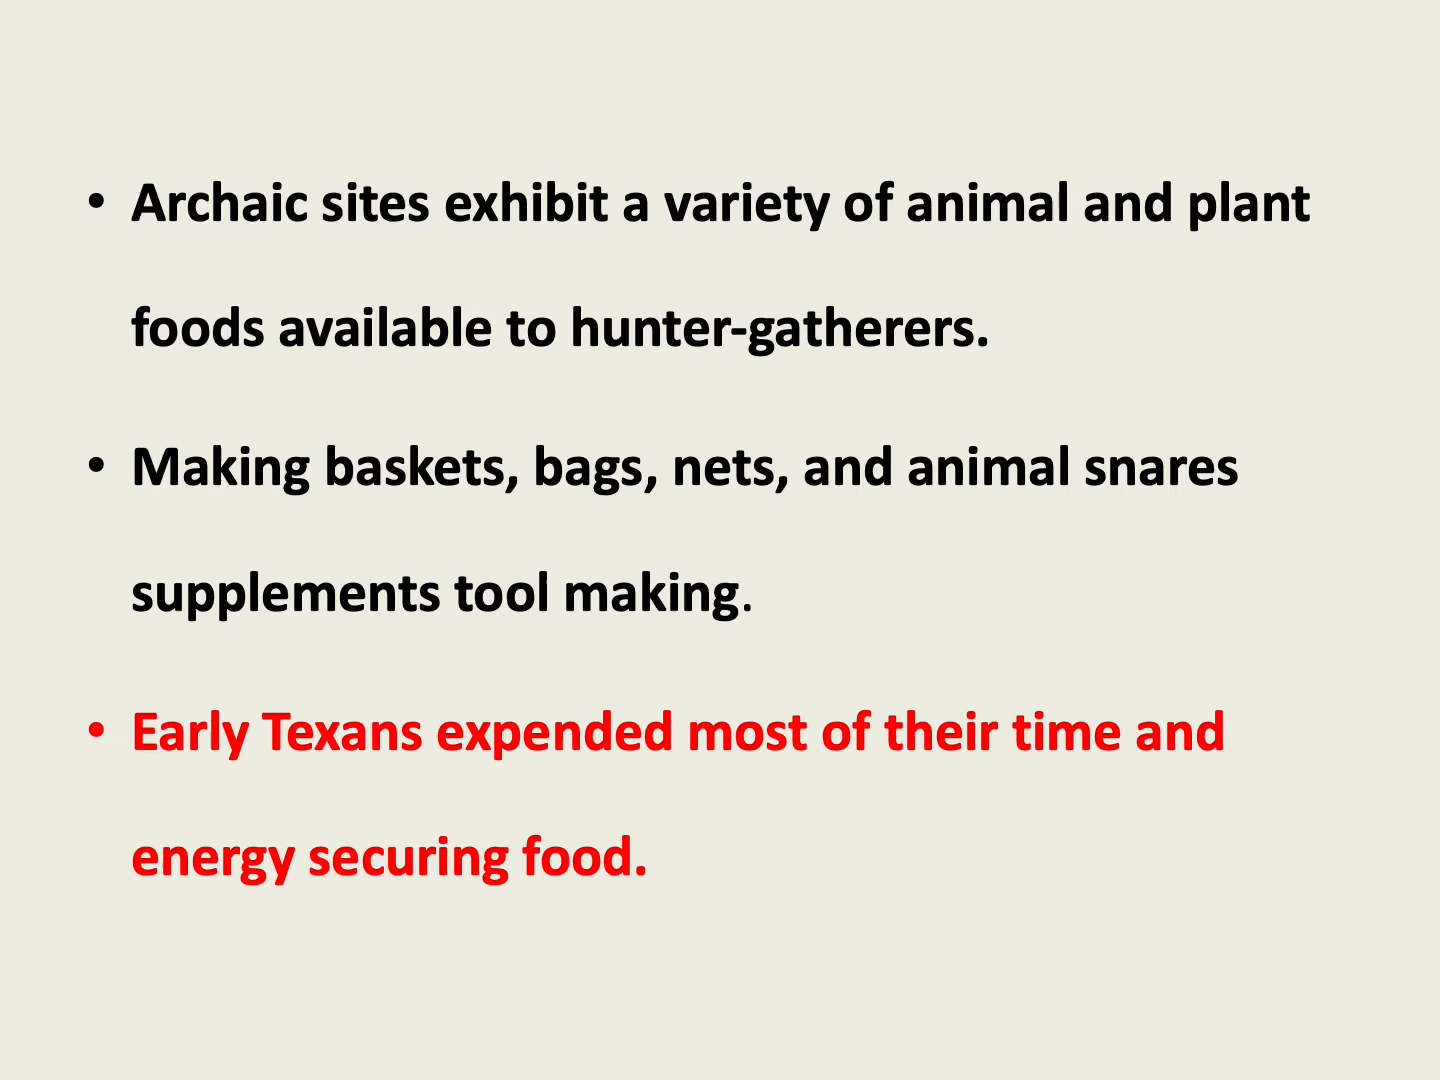 • Archaic sites exhibit a variety of animal and plant
foods available to hunter-gatherers.
• Making baskets, bags, nets, and animal snares
supplements tool making.
• Early Texans expended most of their time and
energy securing food.